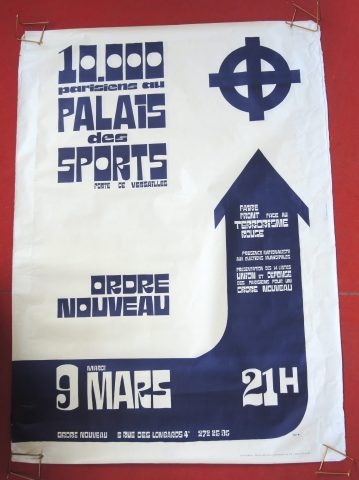 10.000
parisiens au
PALAIS
des
SPORTS
PORTE DE VERSAILLES
FAIRE
FRONT FACE AU
TERRORISME
ROUGE
PRESENCE NATIONALISTE
AUX ELECTIONS MUNICIPALES
PRESENTATION DES 14 LISTES
UNION ET DEFENCE
DES PARISIENS POUR UN
ORDRE NOUVEAU
ORDRE
NOUVEAU
MARDI
9 MARS
21H
ORDRE NOUVEAU 8 RUE DES LOMBARDS 4°